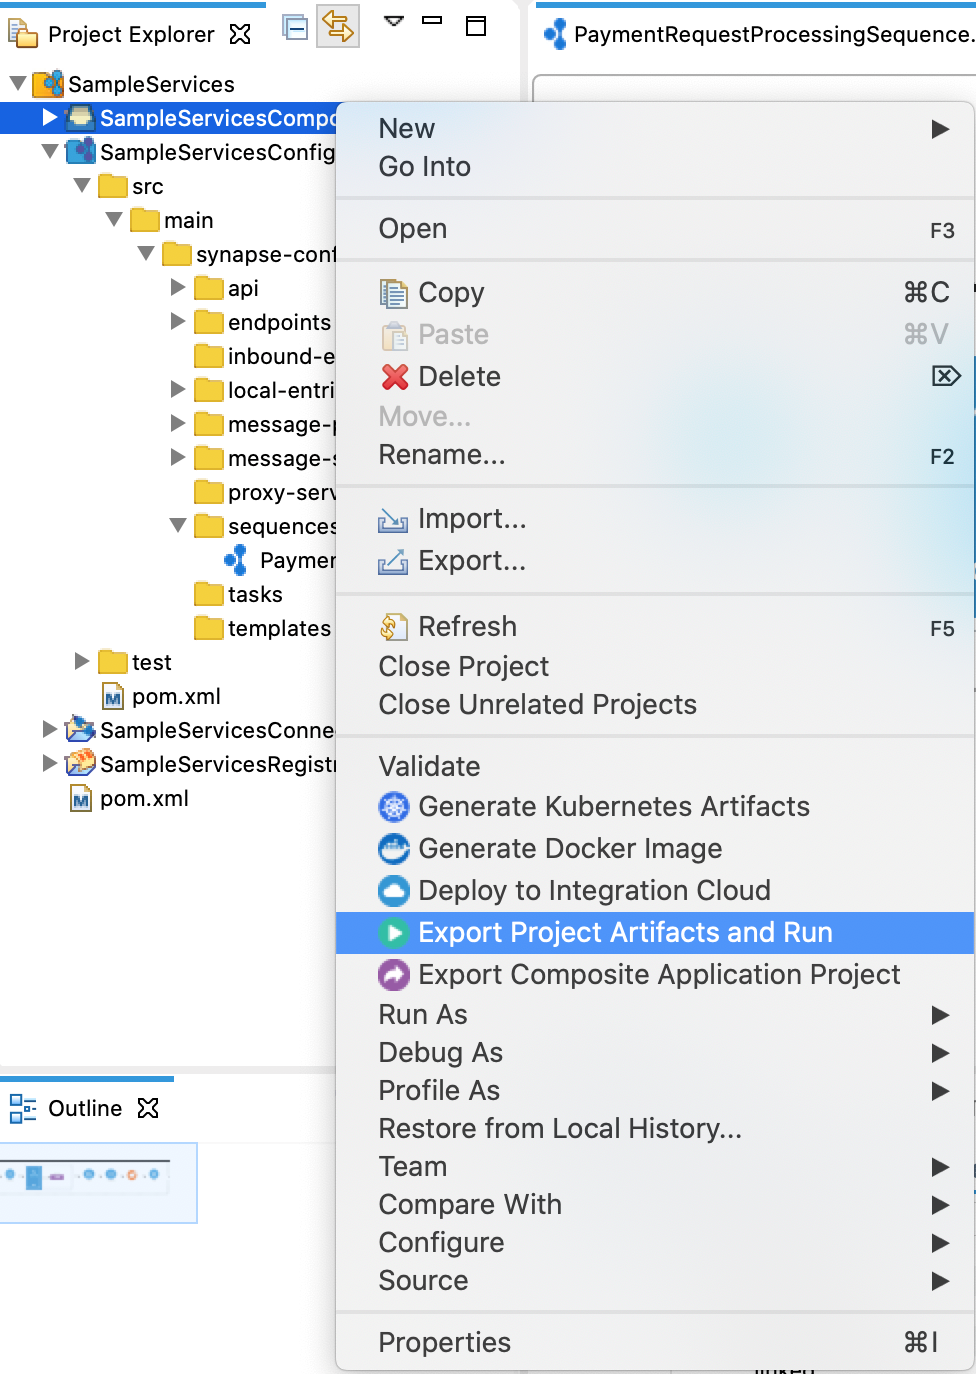 Project Explorer
PaymentRequestProcessingSequence.
SampleServices
SampleServicesCompo
SampleServicesConfig
src
main
synapse-conf
api
endpoints
inbound-e
local-entri
message-p
message-s
proxy-serv
sequences
Paymen
tasks
templates
test
pom.xml
SampleServicesConne
SampleServicesRegistr
pom.xml
Outline
New
Go Into
Open F3
Copy ⌘C
Paste ⌘V
Delete ⌦
Move...
Rename... F2
Import...
Export...
Refresh F5
Close Project
Close Unrelated Projects
Validate
Generate Kubernetes Artifacts
Generate Docker Image
Deploy to Integration Cloud
Export Project Artifacts and Run
Export Composite Application Project
Run As
Debug As
Profile As
Restore from Local History...
Team
Compare With
Configure
Source
Properties ⌘I